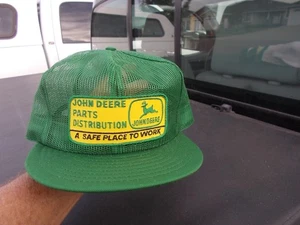 JOHN DEERE
PARTS
DISTRIBUTION
JOHN DEERE
A SAFE PLACE TO WORK